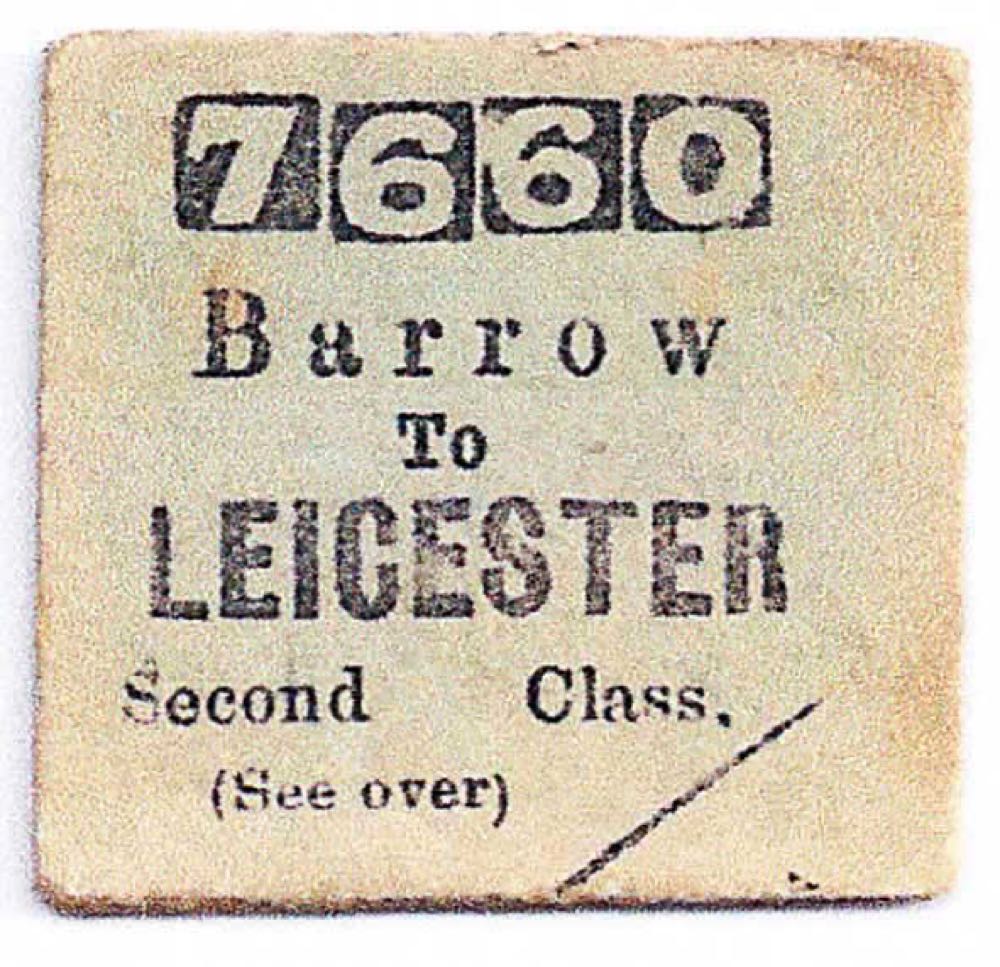 7660
Barrow
To
LEICESTER
Second Class.
(See over)